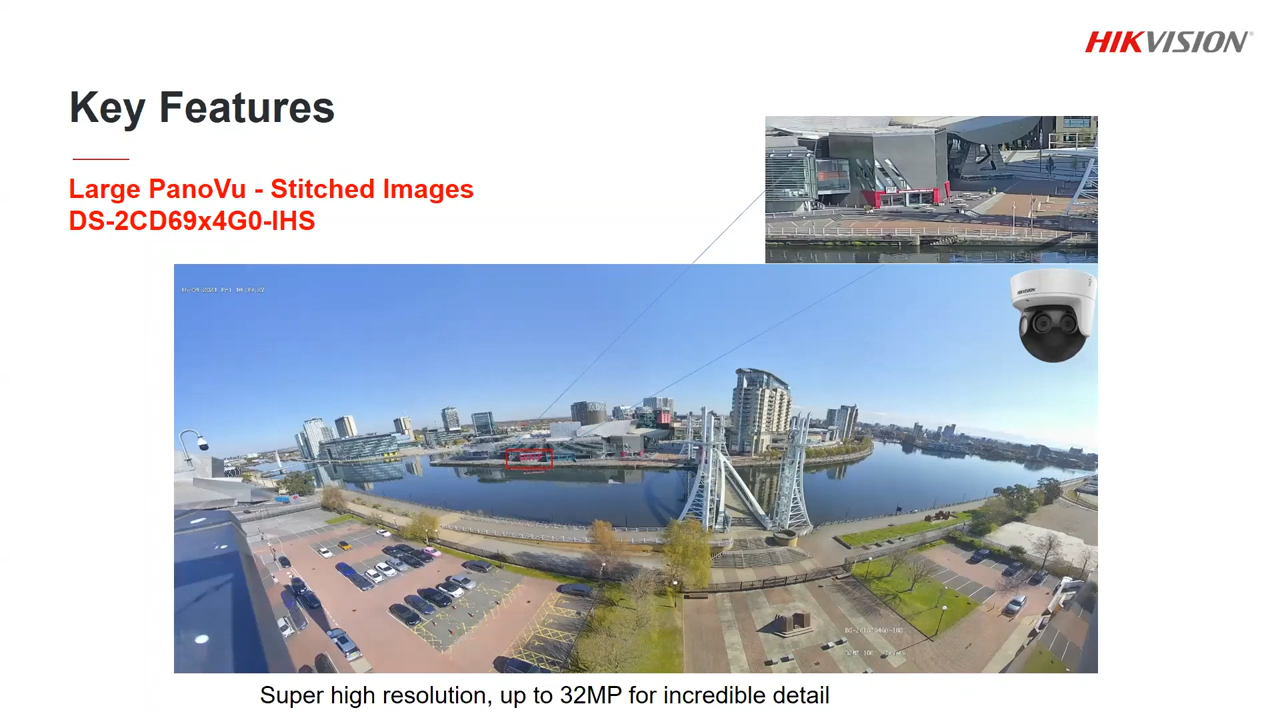 HIKVISION
Key Features
Large PanoVu - Stitched Images
DS-2CD69x4G0-IHS
HIKVISION
Super high resolution, up to 32MP for incredible detail